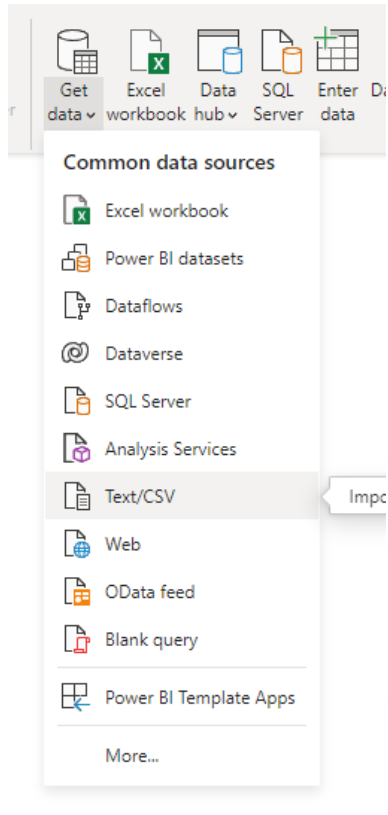 Get Excel Data SQL Enter
data workbook hub Server data
Common data sources
Excel workbook
Power BI datasets
Dataflows
Dataverse
SQL Server
Analysis Services
Text/CSV
Web
OData feed
Blank query
Power BI Template Apps
More...